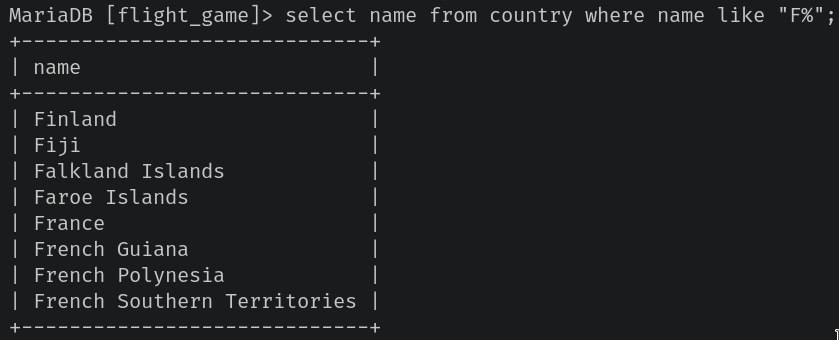 MariaDB [flight_game]> select name from country where name like "F%";
+-----------------------------+
| name                        |
+-----------------------------+
| Finland                     |
| Fiji                        |
| Falkland Islands            |
| Faroe Islands               |
| France                      |
| French Guiana               |
| French Polynesia            |
| French Southern Territories |
+-----------------------------+